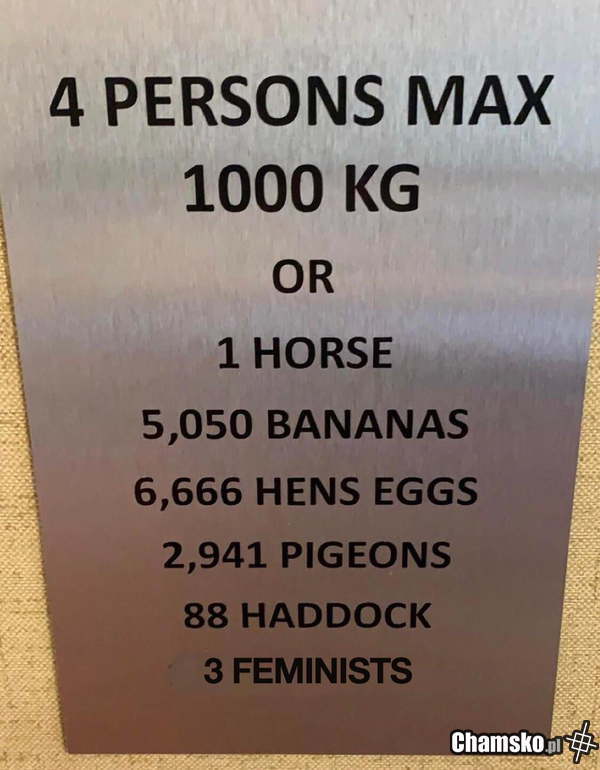 4 PERSONS MAX
1000 KG
OR
1 HORSE
5,050 BANANAS
6,666 HENS EGGS
2,941 PIGEONS
88 HADDOCK
3 FEMINISTS
Chamsko.pl